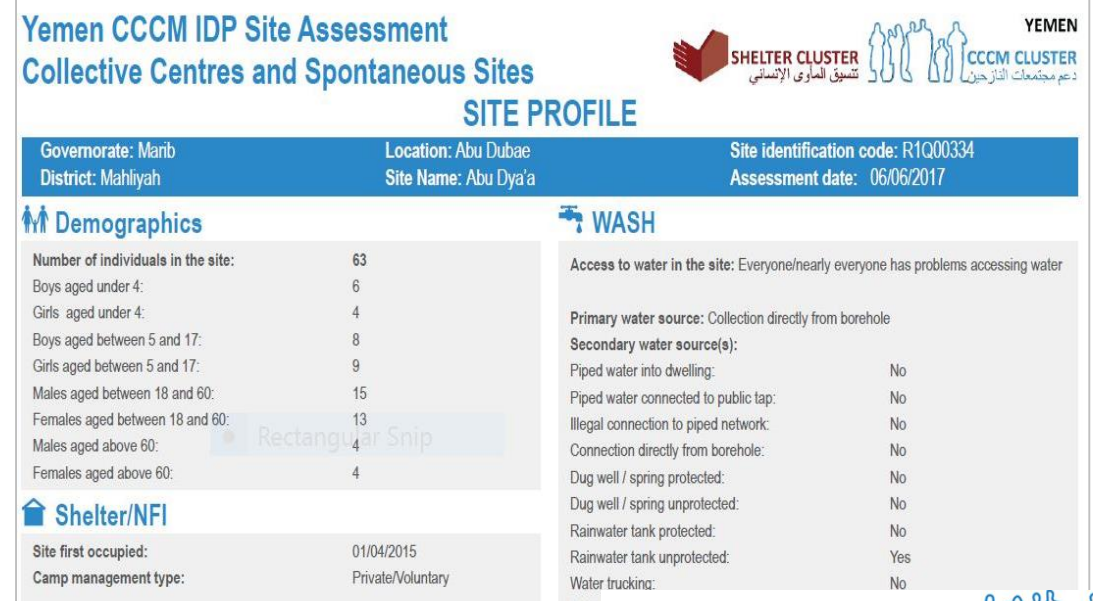 Yemen CCCM IDP Site Assessment
Collective Centres and Spontaneous Sites
SHELTER CLUSTER
تنسيق المأوى الإنساني
YEMEN
CCCM CLUSTER
دعم مجتمعات النازحين
SITE PROFILE
Governorate: Marib
District: Mahliyah
Location: Abu Dubae
Site Name: Abu Dya'a
Site identification code: R1Q00334
Assessment date: 06/06/2017
Demographics
Number of individuals in the site: 63
Boys aged under 4: 6
Girls aged under 4: 4
Boys aged between 5 and 17: 8
Girls aged between 5 and 17: 9
Males aged between 18 and 60: 15
Females aged between 18 and 60: 13
Males aged above 60: 4
Females aged above 60: 4
Rectangular Snip
Shelter/NFI
Site first occupied: 01/04/2015
Camp management type: Private/Voluntary
WASH
Access to water in the site: Everyone/nearly everyone has problems accessing water
Primary water source: Collection directly from borehole
Secondary water source(s):
Piped water into dwelling: No
Piped water connected to public tap: No
Illegal connection to piped network: No
Connection directly from borehole: No
Dug well / spring protected: No
Dug well / spring unprotected: No
Rainwater tank protected: No
Rainwater tank unprotected: Yes
Water trucking: No